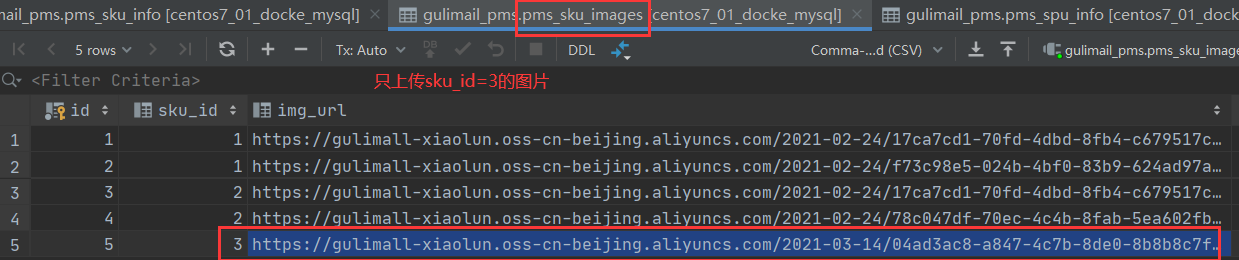 mail_pms.pms_sku_info [centos7_01_docke_mysql] gulimail_pms.pms_sku_images [centos7_01_docke_mysql] gulimail_pms.pms_spu_info [centos7_01_dock
5 rows Tx: Auto DB DDL Comma-...d (CSV) gulimail_pms.pms_sku_image
<Filter Criteria> 只上传sku_id=3的图片
id sku_id img_url
1 1 1 https://gulimall-xiaolun.oss-cn-beijing.aliyuncs.com/2021-02-24/17ca7cd1-70fd-4dbd-8fb4-c679517c…
2 2 1 https://gulimall-xiaolun.oss-cn-beijing.aliyuncs.com/2021-02-24/f73c98e5-024b-4bf0-83b9-624ad97a…
3 3 2 https://gulimall-xiaolun.oss-cn-beijing.aliyuncs.com/2021-02-24/17ca7cd1-70fd-4dbd-8fb4-c679517c…
4 4 2 https://gulimall-xiaolun.oss-cn-beijing.aliyuncs.com/2021-02-24/78c047df-70ec-4c4b-8fab-5ea602fb…
5 5 3 https://gulimall-xiaolun.oss-cn-beijing.aliyuncs.com/2021-03-14/04ad3ac8-a847-4c7b-8de0-8b8b8c7f…